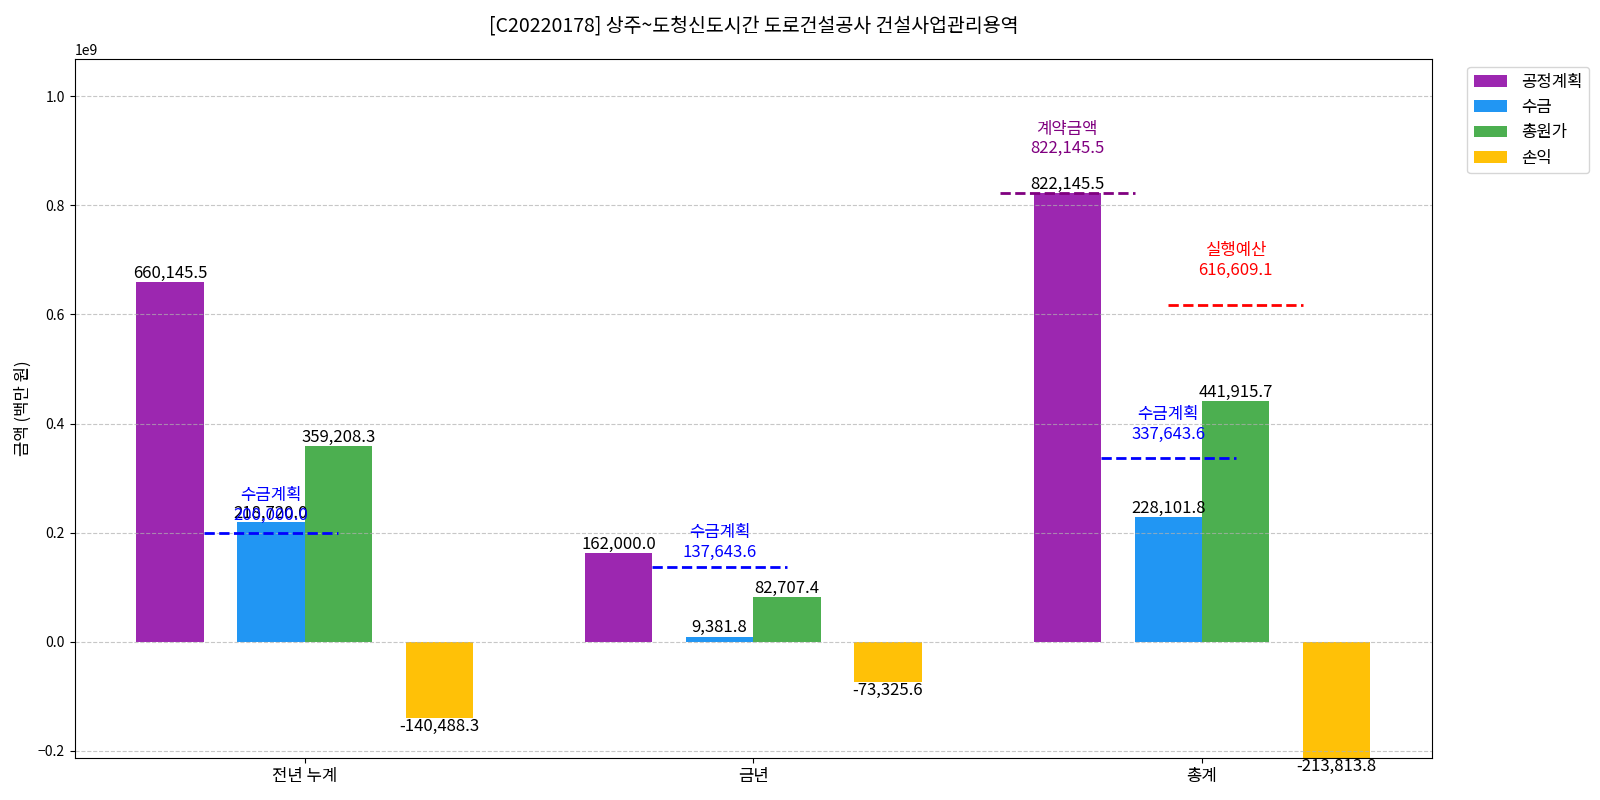 [C20220178] 상주~도청신도시간 도로건설공사 건설사업관리용역
1e9
금액 (백만 원)
1.0
0.8
0.6
0.4
0.2
0.0
−0.2
660,145.5
수금계획
218,720.0
200,000.0
359,208.3
-140,488.3
162,000.0
수금계획
137,643.6
9,381.8
82,707.4
-73,325.6
계약금액
822,145.5
822,145.5
실행예산
616,609.1
수금계획
337,643.6
228,101.8
441,915.7
-213,813.8
전년 누계
금년
총계
공정계획
수금
총원가
손익